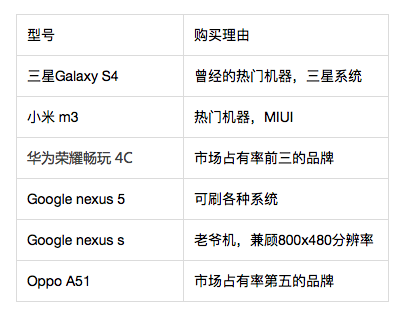 型号 购买理由
三星Galaxy S4 曾经的热门机器，三星系统
小米 m3 热门机器，MIUI
华为荣耀畅玩 4C 市场占有率前三的品牌
Google nexus 5 可刷各种系统
Google nexus s 老爷机，兼顾800x480分辨率
Oppo A51 市场占有率第五的品牌